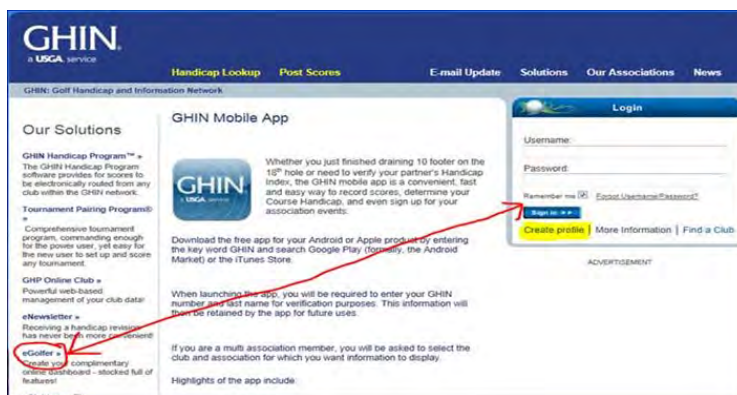 GHIN.
a USGA. service
Handicap Lookup Post Scores E-mail Update Solutions Our Associations News
GHIN: Golf Handicap and Information Network
Our Solutions
GHIN Handicap Program™ »
The GHIN Handicap Program
software provides for scores to
be electronically routed from any
club within the GHIN network.
Tournament Pairing Program®
»
Comprehensive tournament
program, commanding enough
for the power user, yet easy for
the new user to set up and score
any tournament.
GHP Online Club »
Powerful web-based
management of your club data!
eNewsletter »
Receiving a handicap revision
has never been more convenient!
eGolfer »
Create your complimentary
online dashboard - stocked full of
features!
GHIN Mobile App
GHIN
a USGA service
Whether you just finished draining 10 footer on the
18th hole or need to verify your partner's Handicap
Index, the GHIN mobile app is a convenient, fast
and easy way to record scores, determine your
Course Handicap, and even sign up for your
association events.
Download the free app for your Android or Apple product by entering
the key word GHIN and search Google Play (formally, the Android
Market) or the iTunes Store.
When launching the app, you will be required to enter your GHIN
number and last name for verification purposes. This information will
then be retained by the app for future uses.
If you are a multi association member, you will be asked to select the
club and association for which you want information to display.
Highlights of the app include:
Login
Username:
Password:
Remember me Forgot Username/Password?
Sign in >>
Create profile | More Information | Find a Club
ADVERTISEMENT